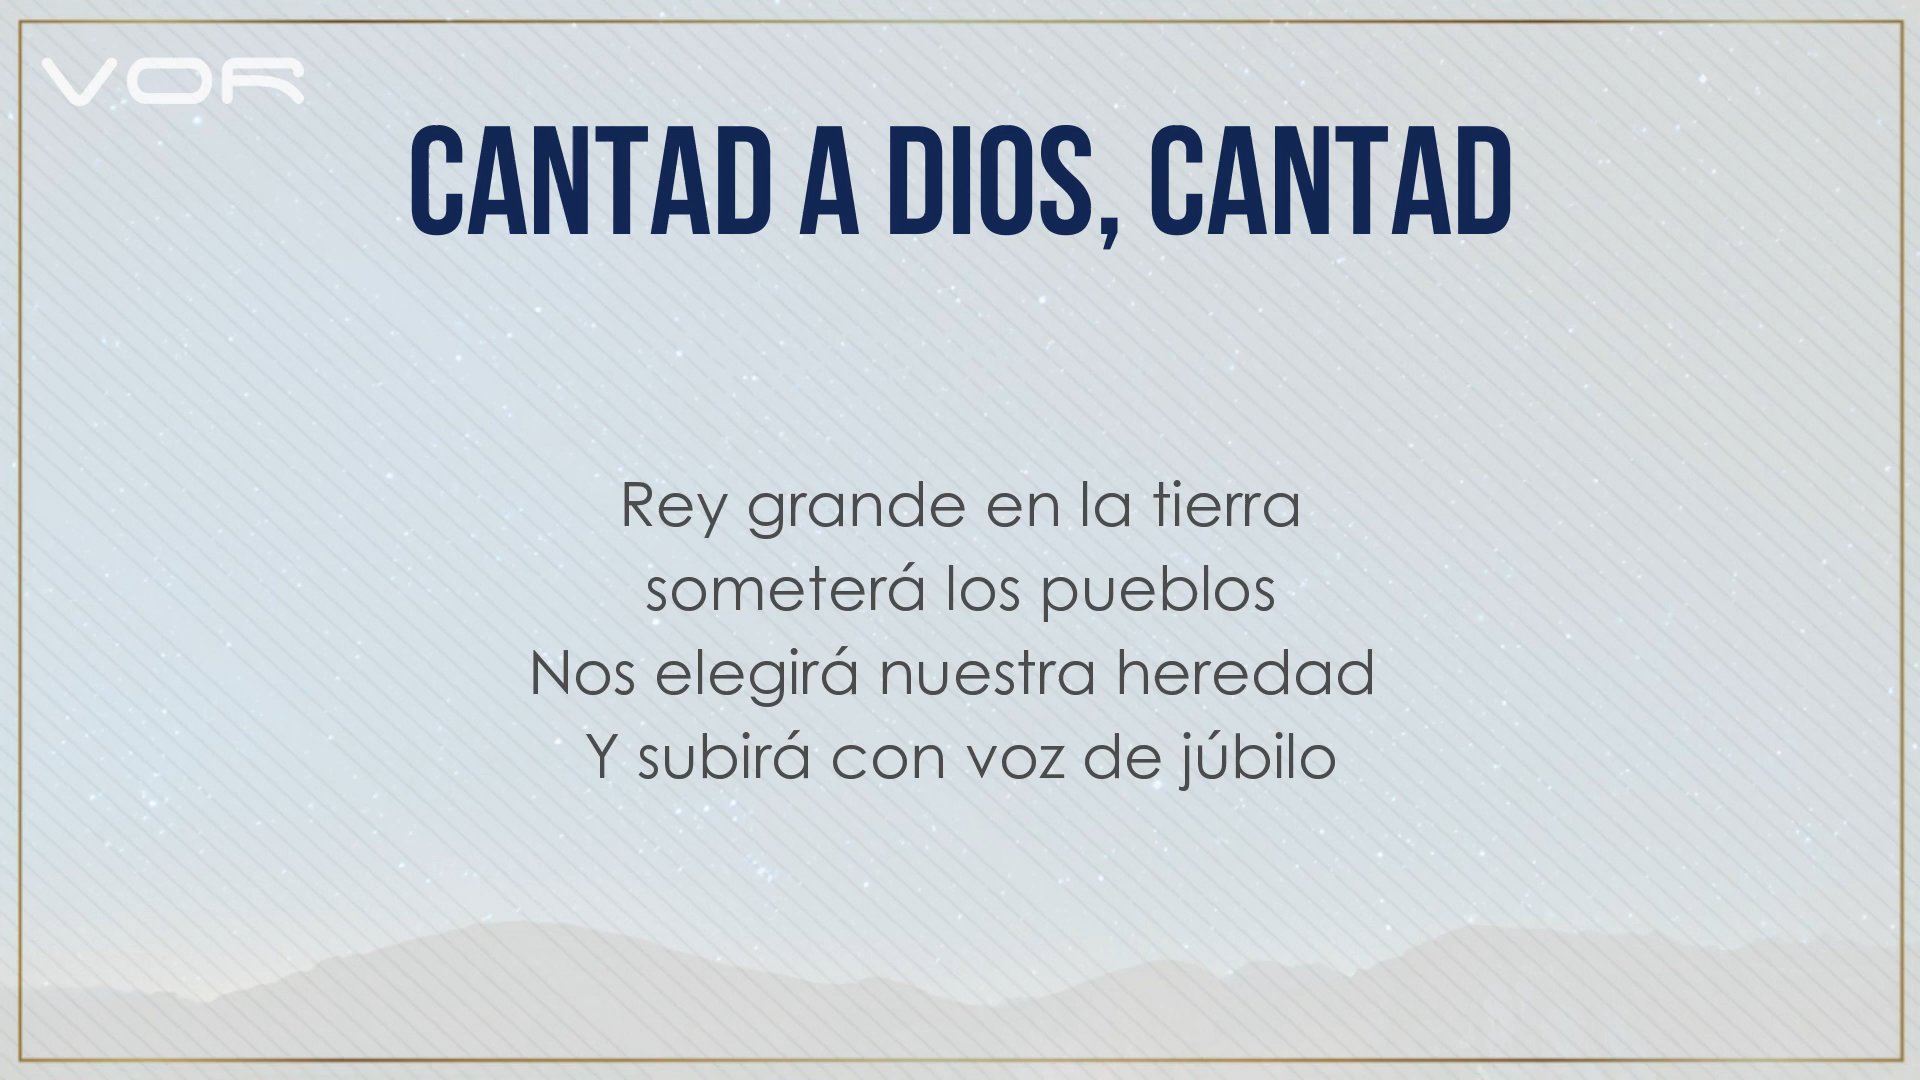 VOR
CANTAD A DIOS, CANTAD
Rey grande en la tierra
someterá los pueblos
Nos elegirá nuestra heredad
Y subirá con voz de júbilo